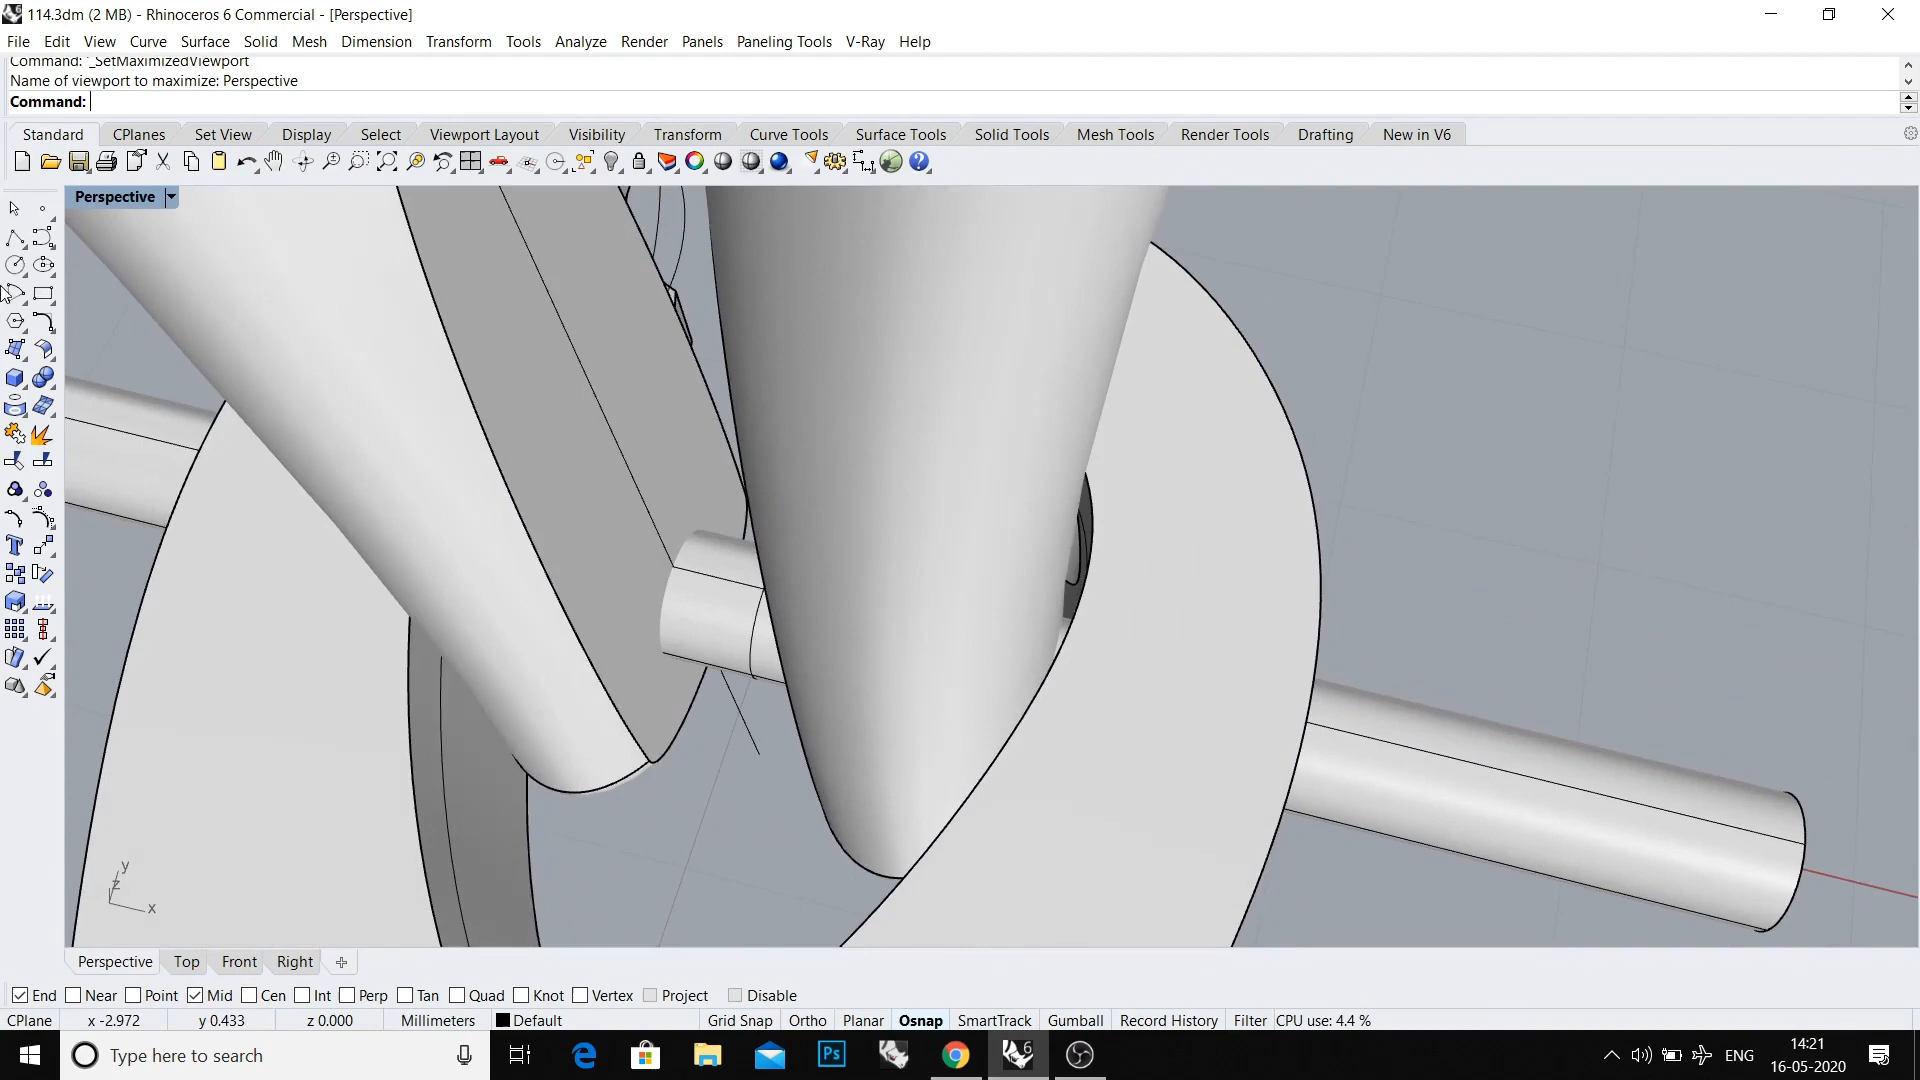 114.3dm (2 MB) - Rhinoceros 6 Commercial - [Perspective]
File Edit View Curve Surface Solid Mesh Dimension Transform Tools Analyze Render Panels Paneling Tools V-Ray Help
Command: '_SetMaximizedViewport
Name of viewport to maximize: Perspective
Command:
Standard CPlanes Set View Display Select Viewport Layout Visibility Transform Curve Tools Surface Tools Solid Tools Mesh Tools Render Tools Drafting New in V6
Perspective
y
z
x
Perspective Top Front Right
End Near Point Mid Cen Int Perp Tan Quad Knot Vertex Project Disable
CPlane x -2.972 y 0.433 z 0.000 Millimeters Default Grid Snap Ortho Planar Osnap SmartTrack Gumball Record History Filter CPU use: 4.4 %
Type here to search Ps 6 ENG 14:21
16-05-2020